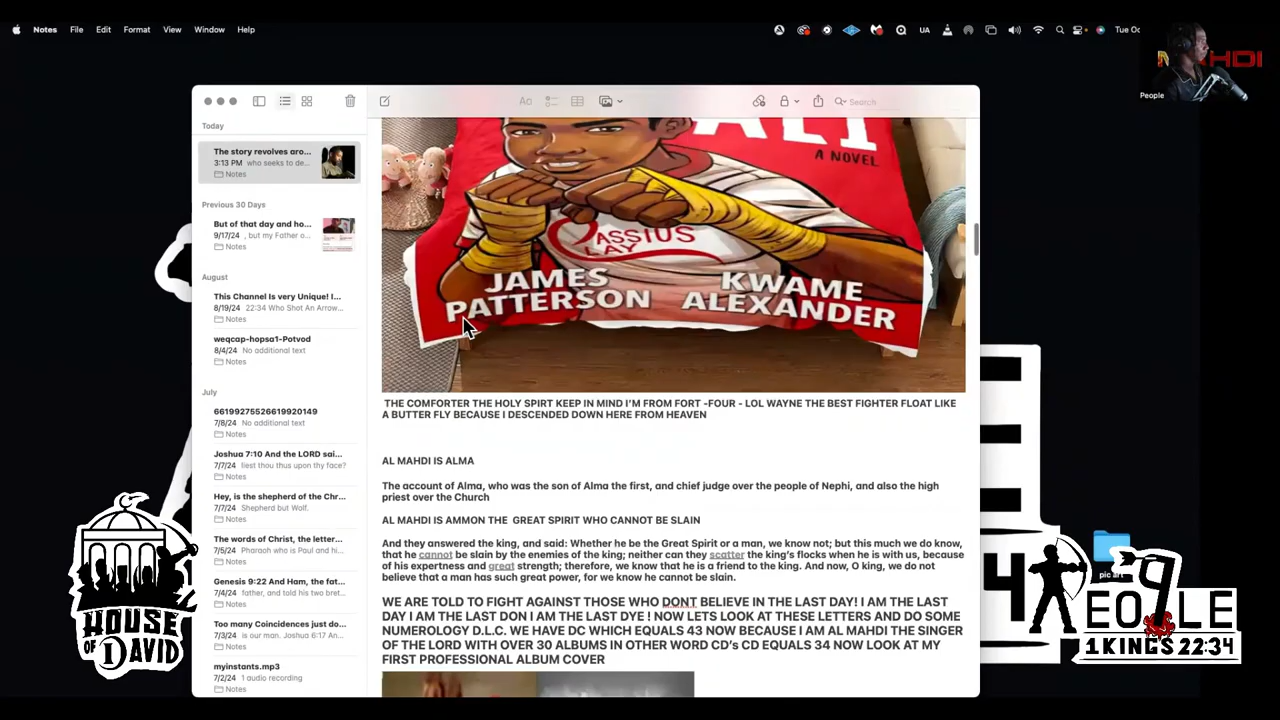 Notes File Edit Format View Window Help
UA
Tue Oc
HDI
People
Aa
Search
Today
The story revolves aro...
3:13 PM who seeks to de...
Notes
Previous 30 Days
But of that day and ho...
9/17/24 , but my Father o...
Notes
August
This Channel Is very Unique! I...
8/19/24 22:34 Who Shot An Arrow...
Notes
weqcap-hopsa1-Potvod
8/4/24 No additional text
Notes
July
66199275526619920149
7/8/24 No additional text
Notes
Joshua 7:10 And the LORD sai...
7/7/24 liest thou thus upon thy face?
Notes
Hey, is the shepherd of the Chr...
7/7/24 Shepherd but Wolf.
Notes
The words of Christ, the letter...
7/5/24 Pharaoh who is Paul and hi...
Notes
Genesis 9:22 And Ham, the fat...
7/4/24 father, and told his two bret...
Notes
Too many Coincidences just do...
7/3/24 is our man. Joshua 6:17 An...
Notes
myinstants.mp3
7/2/24 1 audio recording
Notes
ALI
A NOVEL
CASSIUS
CLAY
JAMES
PATTERSON
KWAME
ALEXANDER
THE COMFORTER THE HOLY SPIRT KEEP IN MIND I'M FROM FORT -FOUR - LOL WAYNE THE BEST FIGHTER FLOAT LIKE
A BUTTER FLY BECAUSE I DESCENDED DOWN HERE FROM HEAVEN
AL MAHDI IS ALMA
The account of Alma, who was the son of Alma the first, and chief judge over the people of Nephi, and also the high
priest over the Church
AL MAHDI IS AMMON THE GREAT SPIRIT WHO CANNOT BE SLAIN
And they answered the king, and said: Whether he be the Great Spirit or a man, we know not; but this much we do know,
that he cannot be slain by the enemies of the king; neither can they scatter the king's flocks when he is with us, because
of his expertness and great strength; therefore, we know that he is a friend to the king. And now, O king, we do not
believe that a man has such great power, for we know he cannot be slain.
WE ARE TOLD TO FIGHT AGAINST THOSE WHO DONT BELIEVE IN THE LAST DAY! I AM THE LAST
DAY I AM THE LAST DON I AM THE LAST DYE ! NOW LETS LOOK AT THESE LETTERS AND DO SOME
NUMEROLOGY D.L.C. WE HAVE DC WHICH EQUALS 43 NOW BECAUSE I AM AL MAHDI THE SINGER
OF THE LORD WITH OVER 30 ALBUMS IN OTHER WORD CD's CD EQUALS 34 NOW LOOK AT MY
FIRST PROFESSIONAL ALBUM COVER
HOUSE
OF DAVID
4
EOPLE
1 KINGS 22:34